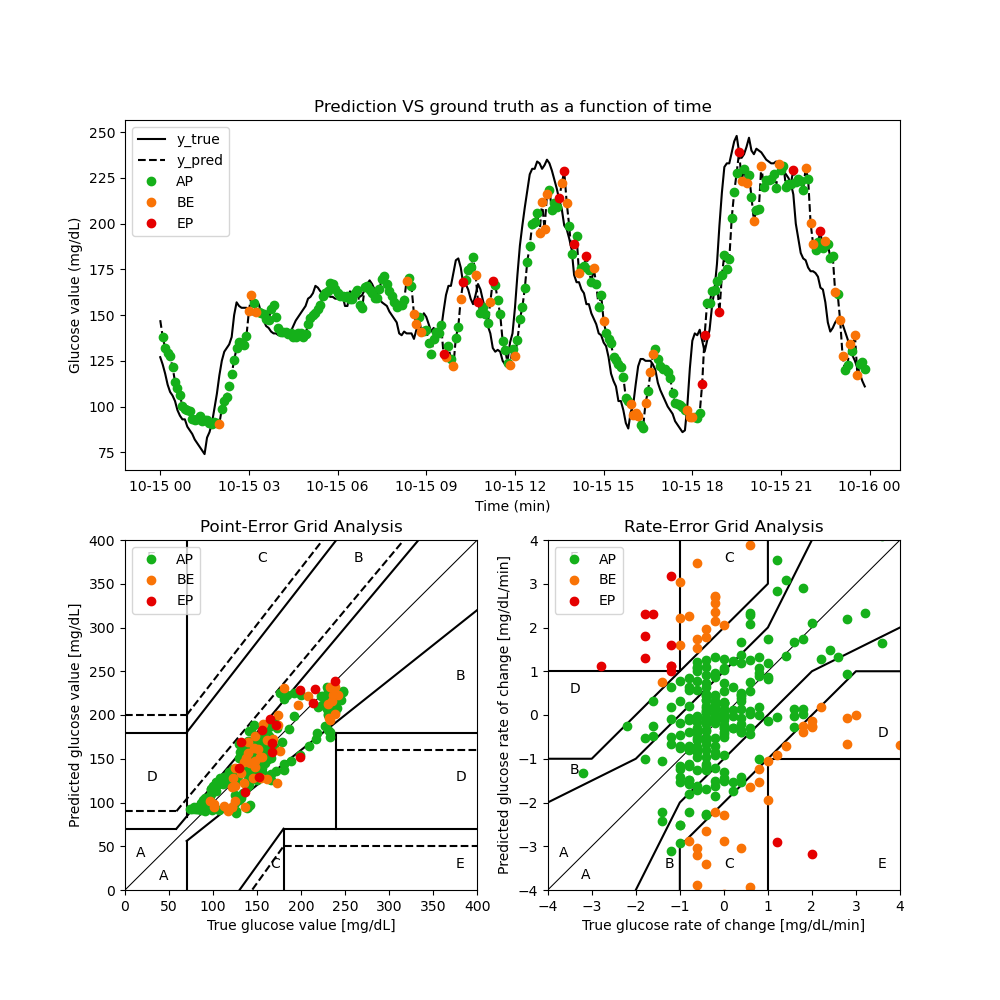 Prediction VS ground truth as a function of time
Glucose value (mg/dL)
250
225
200
175
150
125
100
75
y_true
y_pred
AP
BE
EP
10-15 00 10-15 03 10-15 06 10-15 09 10-15 12 10-15 15 10-15 18 10-15 21 10-16 00
Time (min)
Point-Error Grid Analysis
Predicted glucose value [mg/dL]
400
350
300
250
200
150
100
50
0
AP
BE
EP
C B
B
D D
A
A C E
0 50 100 150 200 250 300 350 400
True glucose value [mg/dL]
Rate-Error Grid Analysis
Predicted glucose rate of change [mg/dL/min]
4
3
2
1
0
−1
−2
−3
−4
AP
BE
EP
C
D
D
B
A
A B C E
−4 −3 −2 −1 0 1 2 3 4
True glucose rate of change [mg/dL/min]